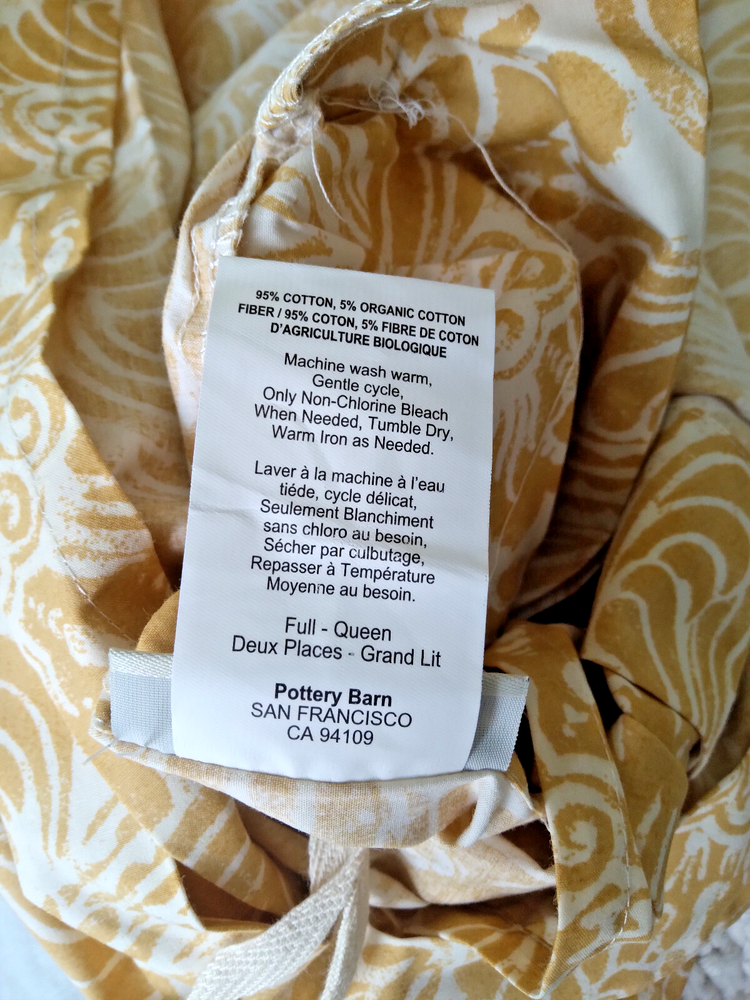 95% COTTON, 5% ORGANIC COTTON
FIBER / 95% COTON, 5% FIBRE DE COTON
D'AGRICULTURE BIOLOGIQUE
Machine wash warm,
Gentle cycle,
Only Non-Chlorine Bleach
When Needed, Tumble Dry,
Warm Iron as Needed.
Laver à la machine à l'eau
tiéde, cycle délicat,
Seulement Blanchiment
sans chloro au besoin,
Sécher par culbutage,
Repasser à Température
Moyenne au besoin.
Full - Queen
Deux Places - Grand Lit
Pottery Barn
SAN FRANCISCO
CA 94109